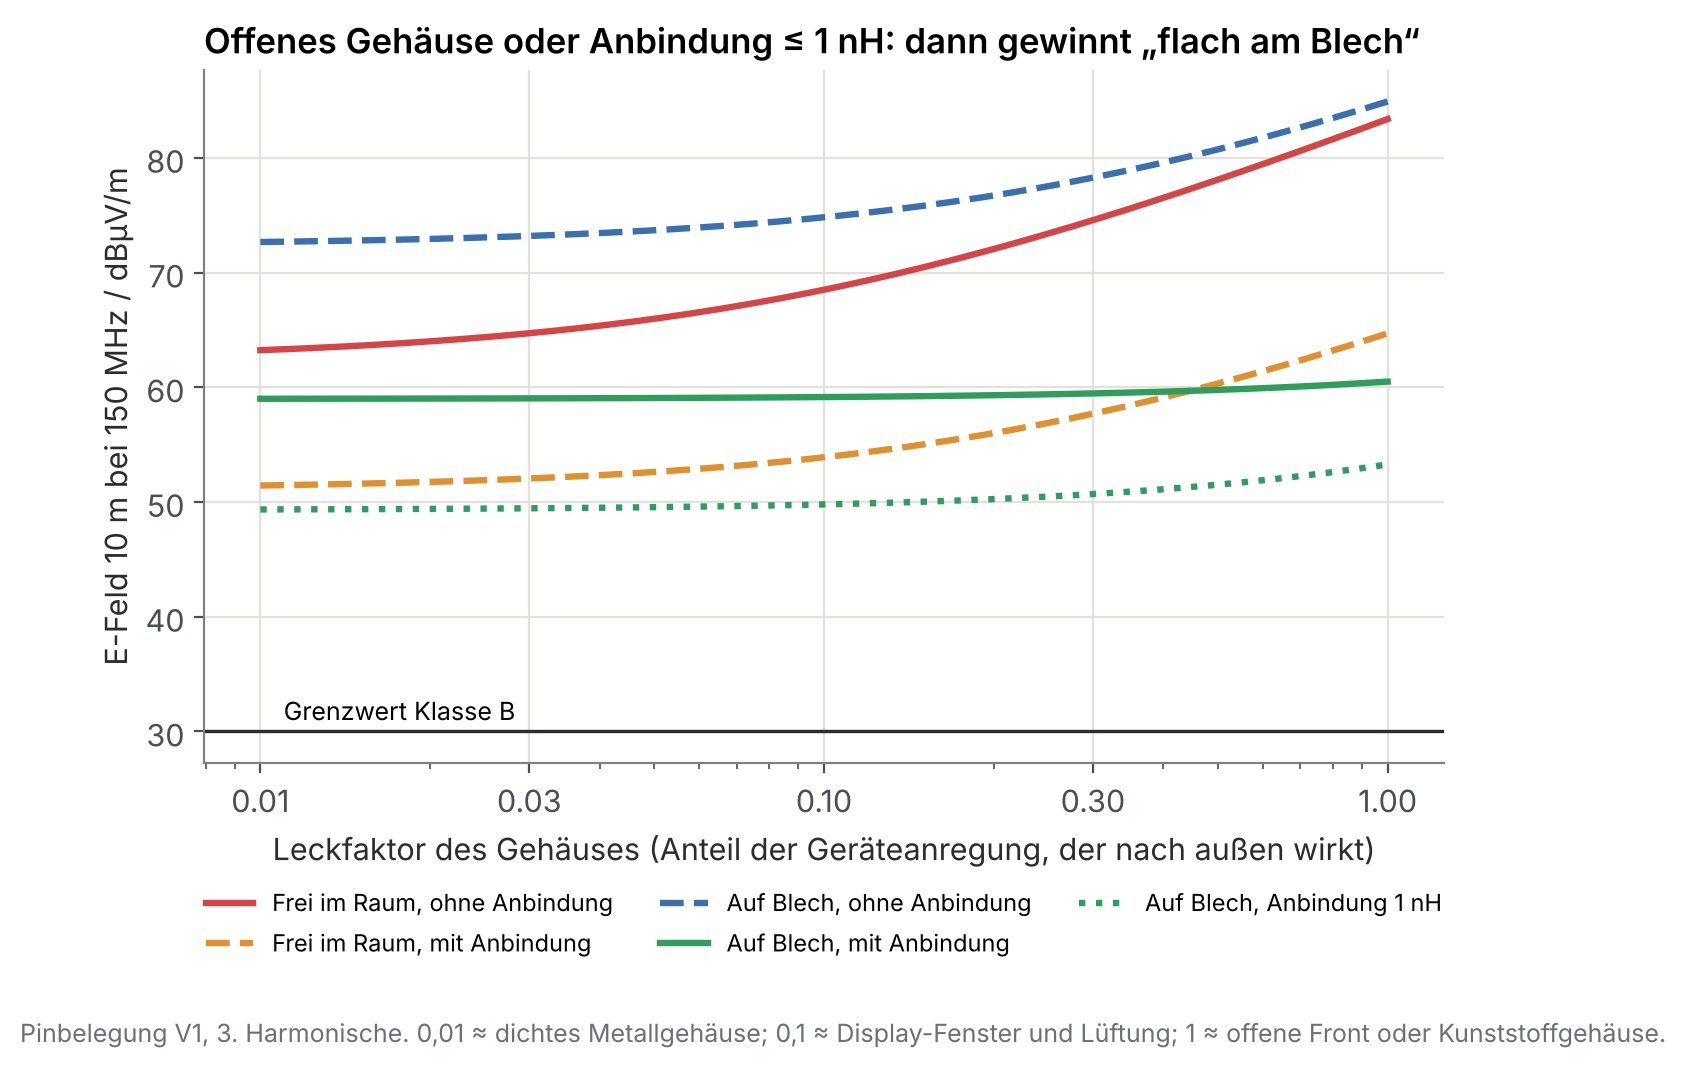 Offenes Gehäuse oder Anbindung ≤ 1 nH: dann gewinnt „flach am Blech“
E-Feld 10 m bei 150 MHz / dBµV/m
80
70
60
50
40
30
Grenzwert Klasse B
0.01 0.03 0.10 0.30 1.00
Leckfaktor des Gehäuses (Anteil der Geräteanregung, der nach außen wirkt)
Frei im Raum, ohne Anbindung Auf Blech, ohne Anbindung Auf Blech, Anbindung 1 nH
Frei im Raum, mit Anbindung Auf Blech, mit Anbindung
Pinbelegung V1, 3. Harmonische. 0,01 ≈ dichtes Metallgehäuse; 0,1 ≈ Display-Fenster und Lüftung; 1 ≈ offene Front oder Kunststoffgehäuse.